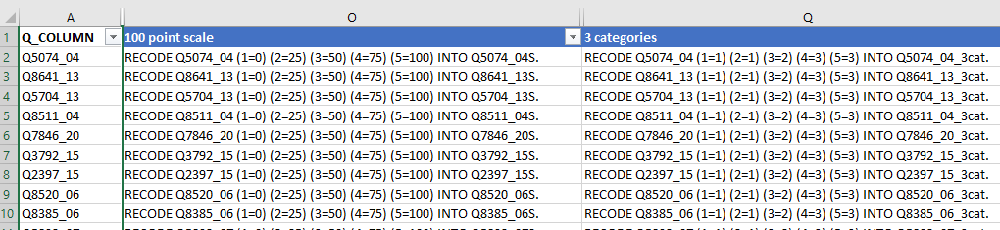 A O Q
1 Q_COLUMN 100 point scale 3 categories
2 Q5074_04 RECODE Q5074_04 (1=0) (2=25) (3=50) (4=75) (5=100) INTO Q5074_04S. RECODE Q5074_04 (1=1) (2=1) (3=2) (4=3) (5=3) INTO Q5074_04_3cat.
3 Q8641_13 RECODE Q8641_13 (1=0) (2=25) (3=50) (4=75) (5=100) INTO Q8641_13S. RECODE Q8641_13 (1=1) (2=1) (3=2) (4=3) (5=3) INTO Q8641_13_3cat.
4 Q5704_13 RECODE Q5704_13 (1=0) (2=25) (3=50) (4=75) (5=100) INTO Q5704_13S. RECODE Q5704_13 (1=1) (2=1) (3=2) (4=3) (5=3) INTO Q5704_13_3cat.
5 Q8511_04 RECODE Q8511_04 (1=0) (2=25) (3=50) (4=75) (5=100) INTO Q8511_04S. RECODE Q8511_04 (1=1) (2=1) (3=2) (4=3) (5=3) INTO Q8511_04_3cat.
6 Q7846_20 RECODE Q7846_20 (1=0) (2=25) (3=50) (4=75) (5=100) INTO Q7846_20S. RECODE Q7846_20 (1=1) (2=1) (3=2) (4=3) (5=3) INTO Q7846_20_3cat.
7 Q3792_15 RECODE Q3792_15 (1=0) (2=25) (3=50) (4=75) (5=100) INTO Q3792_15S. RECODE Q3792_15 (1=1) (2=1) (3=2) (4=3) (5=3) INTO Q3792_15_3cat.
8 Q2397_15 RECODE Q2397_15 (1=0) (2=25) (3=50) (4=75) (5=100) INTO Q2397_15S. RECODE Q2397_15 (1=1) (2=1) (3=2) (4=3) (5=3) INTO Q2397_15_3cat.
9 Q8520_06 RECODE Q8520_06 (1=0) (2=25) (3=50) (4=75) (5=100) INTO Q8520_06S. RECODE Q8520_06 (1=1) (2=1) (3=2) (4=3) (5=3) INTO Q8520_06_3cat.
10 Q8385_06 RECODE Q8385_06 (1=0) (2=25) (3=50) (4=75) (5=100) INTO Q8385_06S. RECODE Q8385_06 (1=1) (2=1) (3=2) (4=3) (5=3) INTO Q8385_06_3cat.